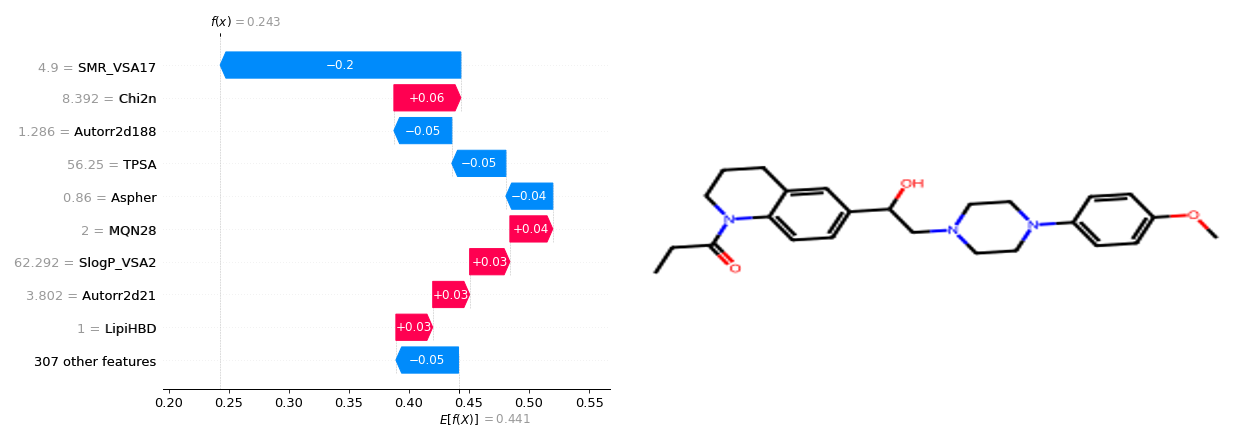 f(x) = 0.243
4.9 = SMR_VSA17
−0.2
8.392 = Chi2n
+0.06
1.286 = Autorr2d188
−0.05
56.25 = TPSA
−0.05
0.86 = Aspher
−0.04
2 = MQN28
+0.04
62.292 = SlogP_VSA2
+0.03
3.802 = Autorr2d21
+0.03
1 = LipiHBD
+0.03
307 other features
−0.05
0.20 0.25 0.30 0.35 0.40 0.45 0.50 0.55
E[f(X)] = 0.441
OH
N
O
N
N
O